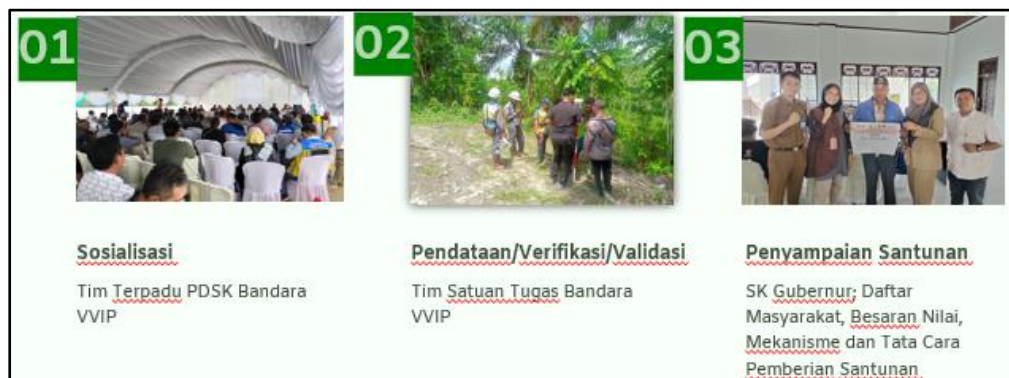 01
02
03
Sosialisasi
Tim Terpadu PDSK Bandara
VVIP
Pendataan/Verifikasi/Validasi
Tim Satuan Tugas Bandara
VVIP
Penyampaian Santunan
SK Gubernur; Daftar
Masyarakat, Besaran Nilai,
Mekanisme dan Tata Cara
Pemberian Santunan